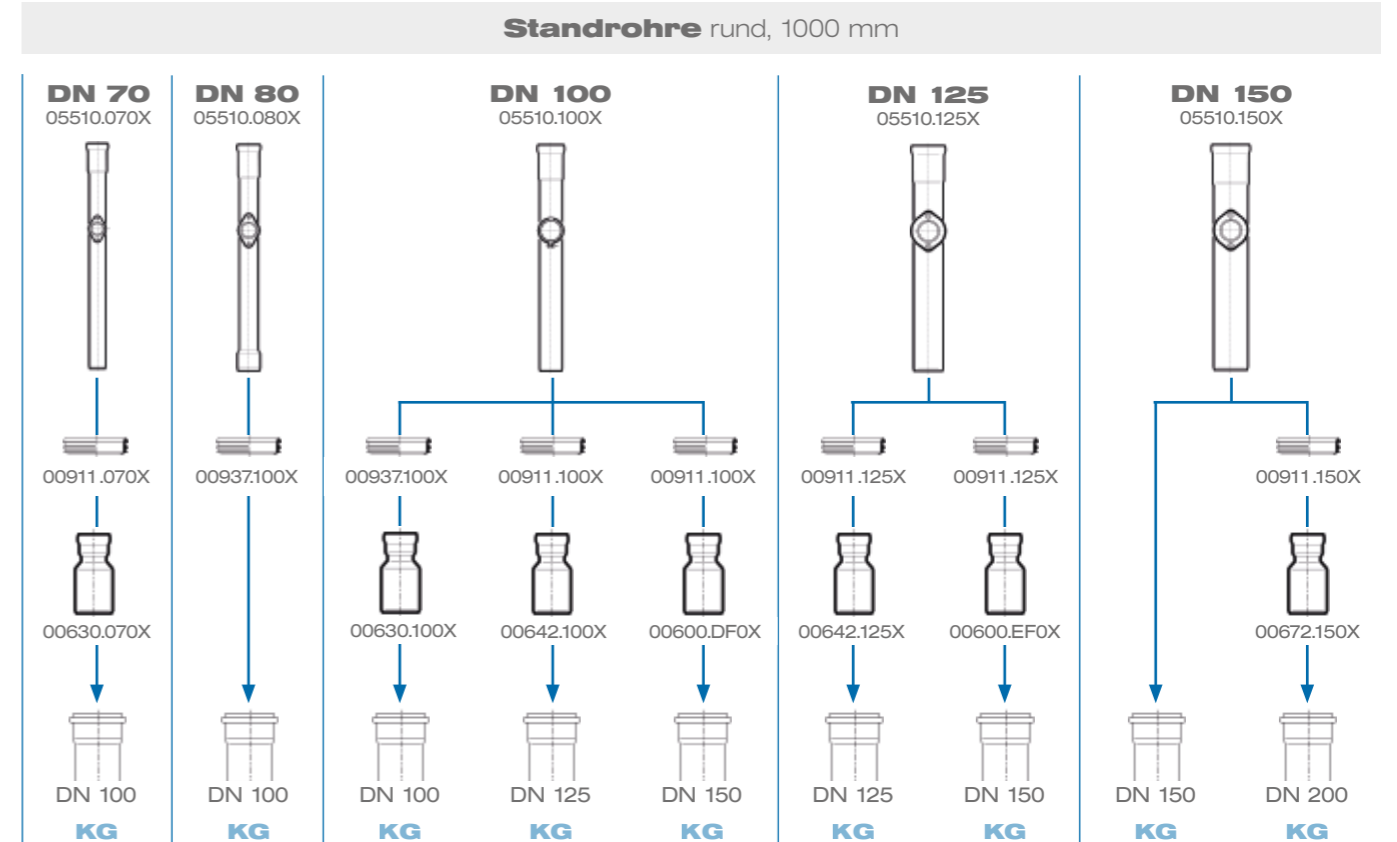 Standrohre rund, 1000 mm
DN 70 DN 80 DN 100 DN 125 DN 150
05510.070X 05510.080X 05510.100X 05510.125X 05510.150X
00911.070X 00937.100X 00937.100X 00911.100X 00911.100X 00911.125X 00911.125X 00911.150X
00630.070X 00630.100X 00642.100X 00600.DF0X 00642.125X 00600.EF0X 00672.150X
DN 100 DN 100 DN 100 DN 125 DN 150 DN 125 DN 150 DN 150 DN 200
KG KG KG KG KG KG KG KG KG